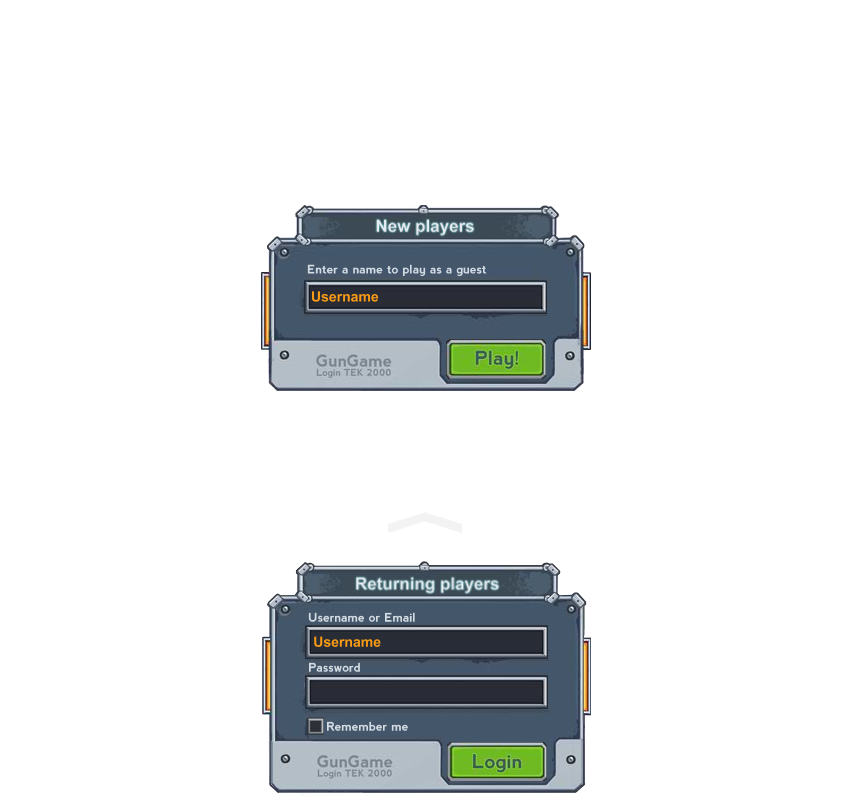 New players
Enter a name to play as a guest
Username
Play!
GunGame
Login TEK 2000
Returning players
Username or Email
Username
Password
Remember me
Login
GunGame
Login TEK 2000